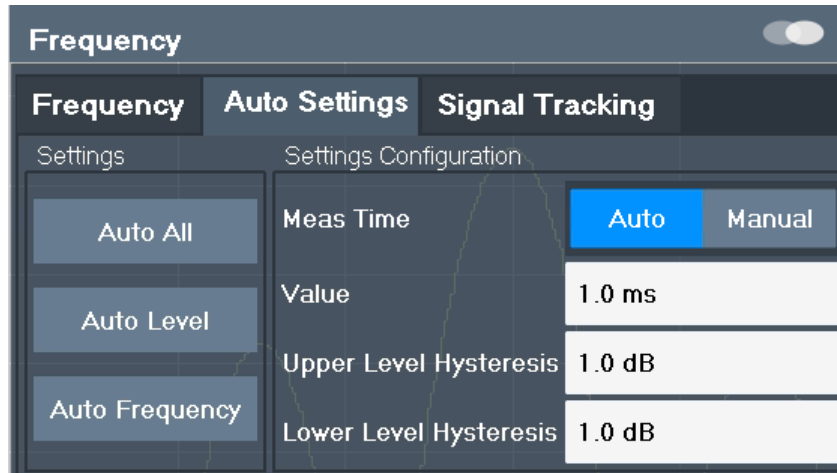 Frequency
Frequency Auto Settings Signal Tracking
Settings Settings Configuration
Auto All
Auto Level
Auto Frequency
Meas Time Auto Manual
Value 1.0 ms
Upper Level Hysteresis 1.0 dB
Lower Level Hysteresis 1.0 dB